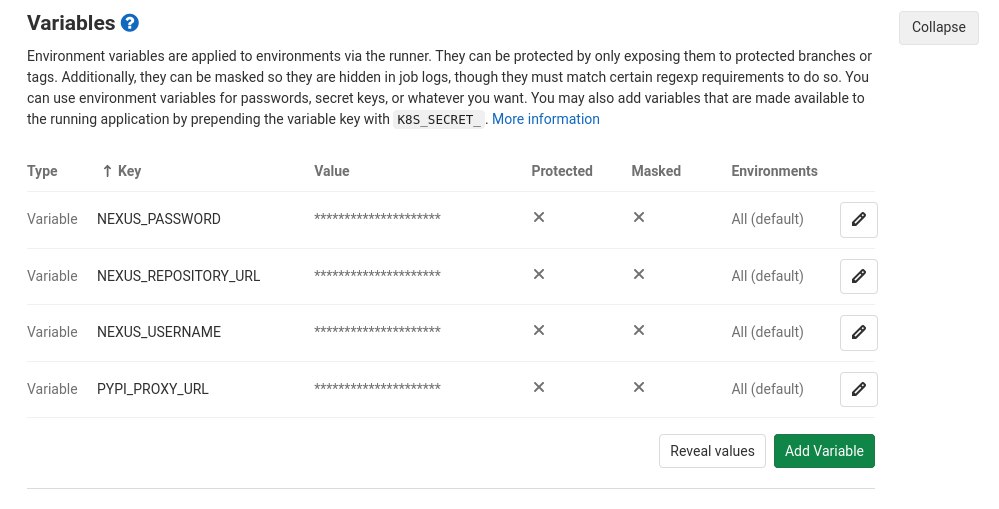 Variables
Collapse
Environment variables are applied to environments via the runner. They can be protected by only exposing them to protected branches or
tags. Additionally, they can be masked so they are hidden in job logs, though they must match certain regexp requirements to do so. You
can use environment variables for passwords, secret keys, or whatever you want. You may also add variables that are made available to
the running application by prepending the variable key with K8S_SECRET_. More information
Type ↑ Key Value Protected Masked Environments
Variable NEXUS_PASSWORD ********************* ✕ ✕ All (default)
Variable NEXUS_REPOSITORY_URL ********************* ✕ ✕ All (default)
Variable NEXUS_USERNAME ********************* ✕ ✕ All (default)
Variable PYPI_PROXY_URL ********************* ✕ ✕ All (default)
Reveal values Add Variable